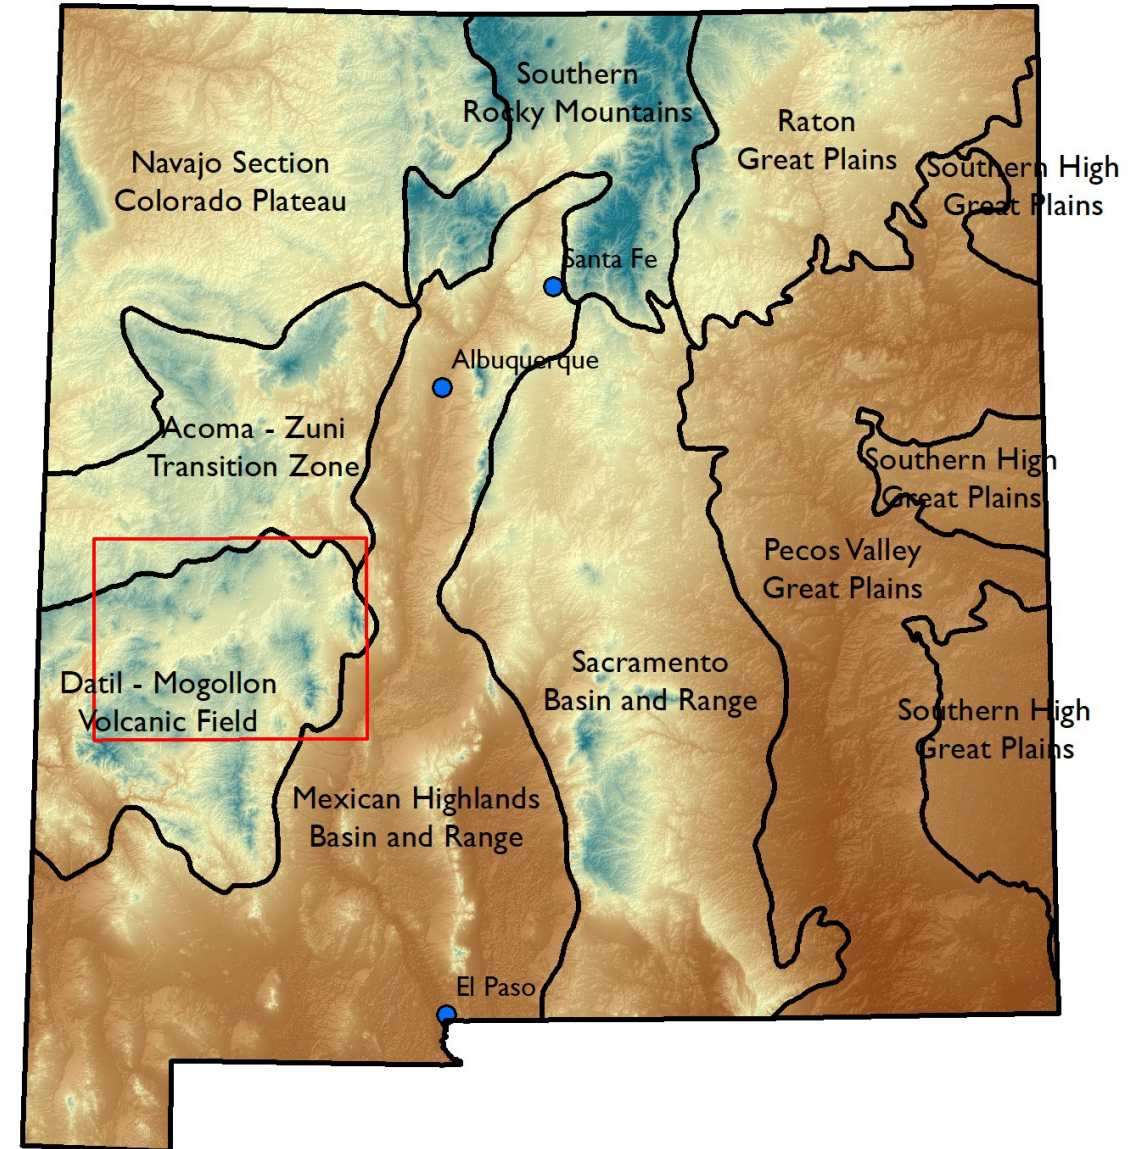 Southern
Rocky Mountains
Raton
Great Plains
Navajo Section
Colorado Plateau
Southern High
Great Plains
Santa Fe
Albuquerque
Acoma - Zuni
Transition Zone
Southern High
Great Plains
Pecos Valley
Great Plains
Sacramento
Basin and Range
Datil - Mogollon
Volcanic Field
Southern High
Great Plains
Mexican Highlands
Basin and Range
El Paso